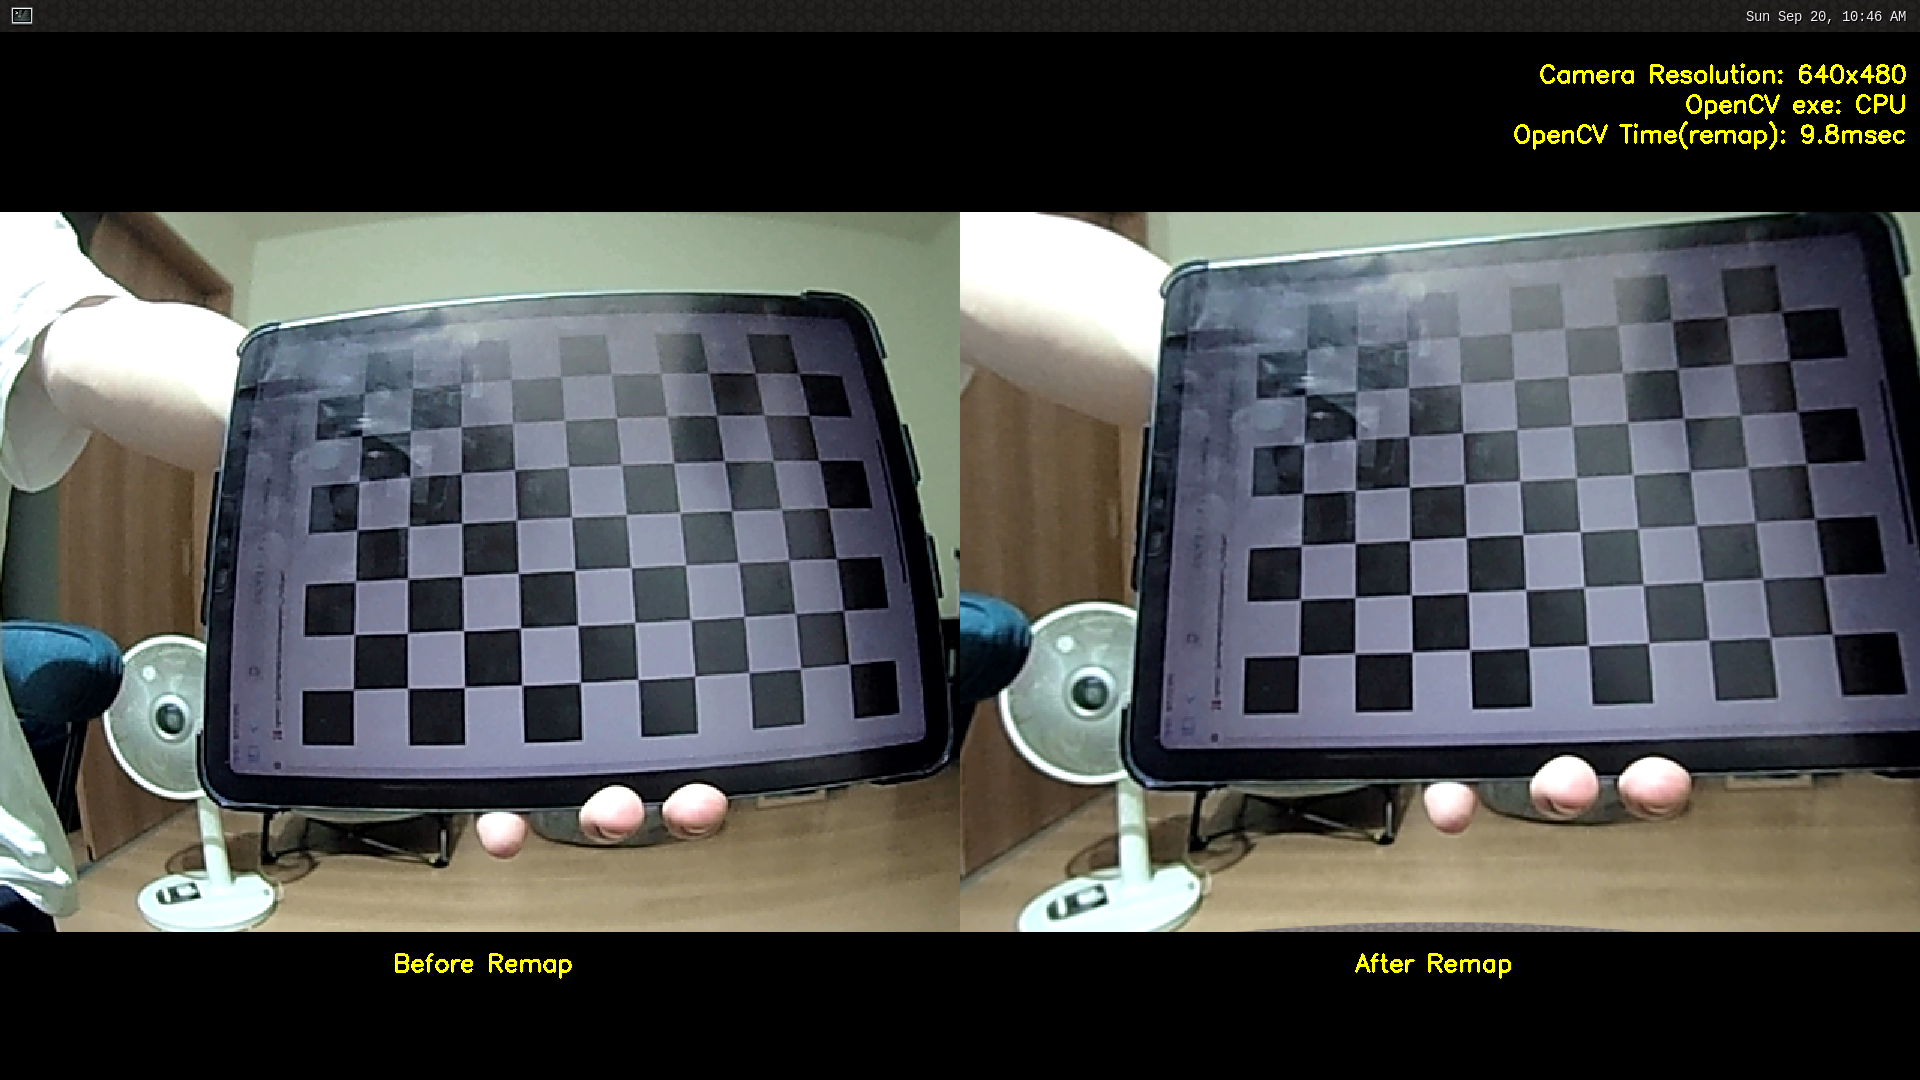 Sun Sep 20, 10:46 AM
Camera Resolution: 640x480
OpenCV exe: CPU
OpenCV Time(remap): 9.8msec
Before Remap
After Remap